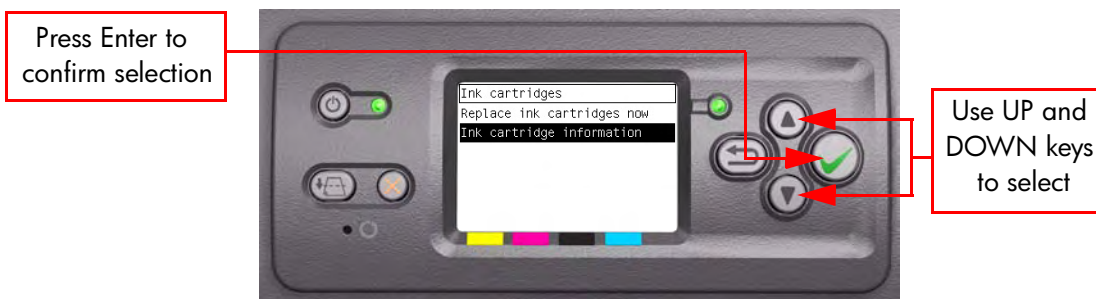 Press Enter to
confirm selection
Ink cartridges
Replace ink cartridges now
Ink cartridge information
Use UP and
DOWN keys
to select